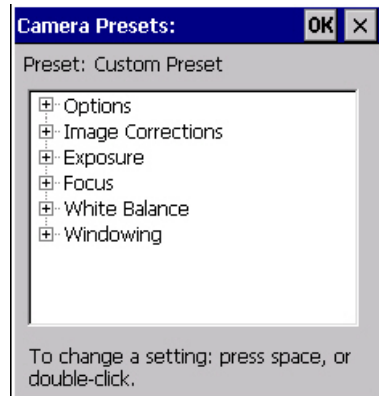 Camera Presets: OK
Preset: Custom Preset
Options
Image Corrections
Exposure
Focus
White Balance
Windowing
To change a setting: press space, or
double-click.